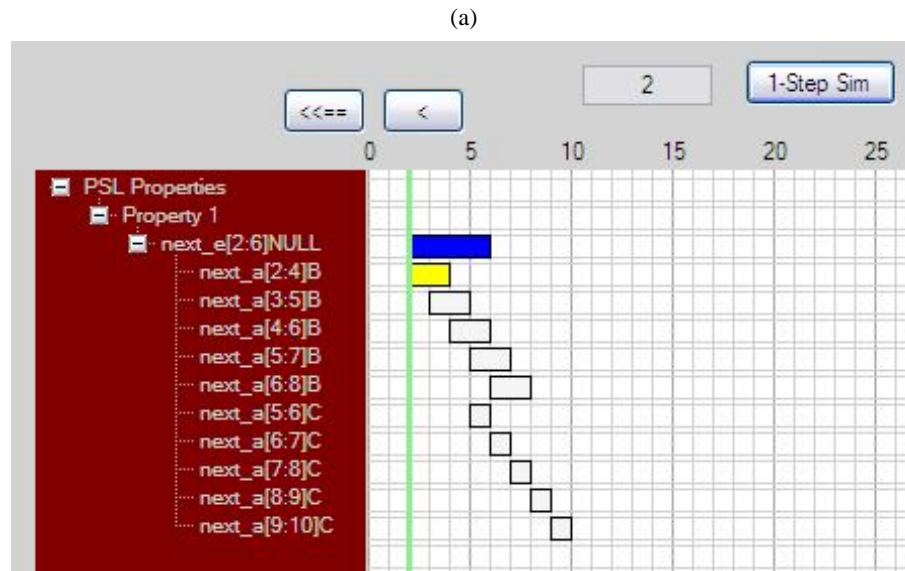 (a)
2 1-Step Sim
<<== <
0 5 10 15 20 25
PSL Properties
Property 1
next_e[2:6]NULL
next_a[2:4]B
next_a[3:5]B
next_a[4:6]B
next_a[5:7]B
next_a[6:8]B
next_a[5:6]C
next_a[6:7]C
next_a[7:8]C
next_a[8:9]C
next_a[9:10]C